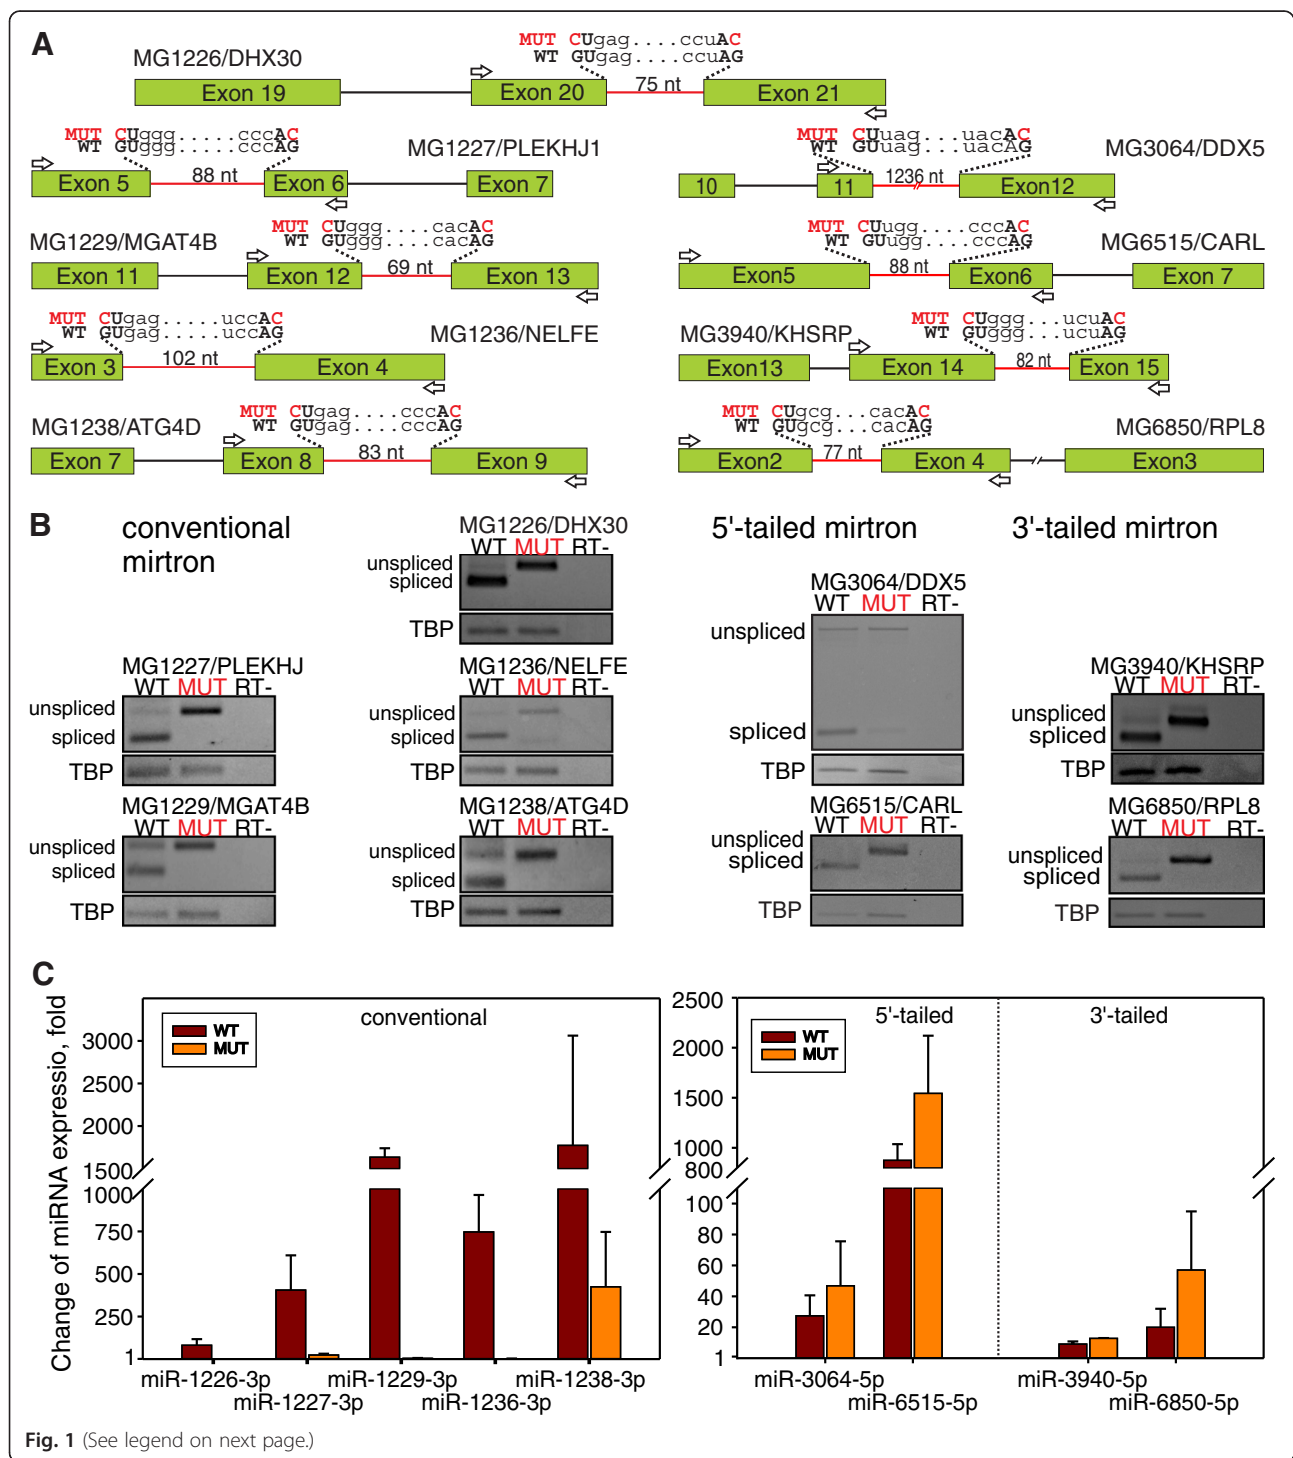 A
MG1226/DHX30
MUT CUgag....ccuAC
WT GUgag....ccuAG
Exon 19
Exon 20
75 nt
Exon 21
MUT CUggg.....cccAC
WT GUggg.....cccAG
MG1227/PLEKHJ1
Exon 5
88 nt
Exon 6
Exon 7
MUT CUuag...uacAC
WT GUuag...uacAG
MG3064/DDX5
10
11
1236 nt
Exon12
MG1229/MGAT4B
MUT CUggg....cacAC
WT GUggg....cacAG
Exon 11
Exon 12
69 nt
Exon 13
MUT CUugg....cccAC
WT GUugg....cccAG
MG6515/CARL
Exon5
88 nt
Exon6
Exon 7
MUT CUgag.....uccAC
WT GUgag.....uccAG
MG1236/NELFE
Exon 3
102 nt
Exon 4
MG3940/KHSRP
MUT CUggg...ucuAC
WT GUggg...ucuAG
Exon13
Exon 14
82 nt
Exon 15
MG1238/ATG4D
MUT CUgag....cccAC
WT GUgag....cccAG
Exon 7
Exon 8
83 nt
Exon 9
MUT CUgcg...cacAC
WT GUgcg...cacAG
MG6850/RPL8
Exon2
77 nt
Exon 4
Exon3
B
conventional
mirtron
MG1226/DHX30
WT MUT RT-
unspliced
spliced
TBP
MG1227/PLEKHJ
WT MUT RT-
unspliced
spliced
TBP
MG1236/NELFE
WT MUT RT-
unspliced
spliced
TBP
MG1229/MGAT4B
WT MUT RT-
unspliced
spliced
TBP
MG1238/ATG4D
WT MUT RT-
unspliced
spliced
TBP
5'-tailed mirtron
MG3064/DDX5
WT MUT RT-
unspliced
spliced
TBP
MG6515/CARL
WT MUT RT-
unspliced
spliced
TBP
3'-tailed mirtron
MG3940/KHSRP
WT MUT RT-
unspliced
spliced
TBP
MG6850/RPL8
WT MUT RT-
unspliced
spliced
TBP
C
Change of miRNA expressio, fold
WT
MUT
conventional
3000
2500
2000
1500
1000
750
500
250
1
miR-1226-3p
miR-1227-3p
miR-1229-3p
miR-1236-3p
miR-1238-3p
WT
MUT
5'-tailed
3'-tailed
2500
2000
1500
1000
800
100
80
60
40
20
1
miR-3064-5p
miR-6515-5p
miR-3940-5p
miR-6850-5p
Fig. 1 (See legend on next page.)